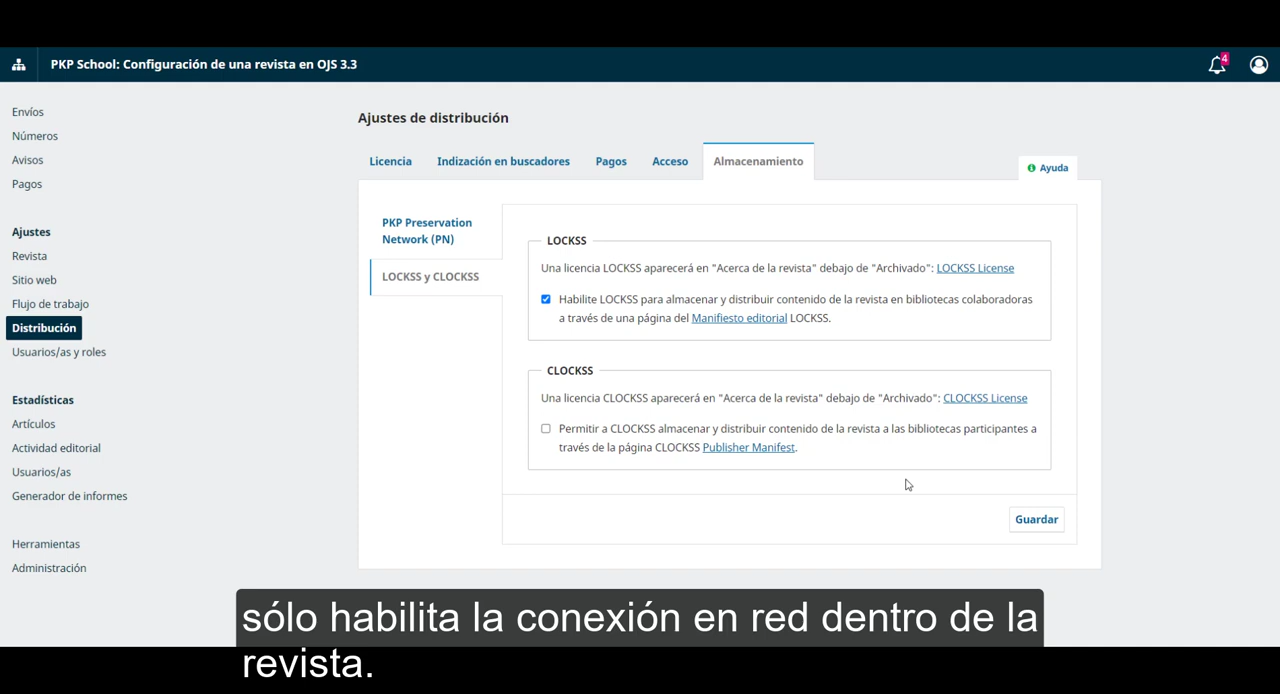 PKP School: Configuración de una revista en OJS 3.3
4
Envíos
Números
Avisos
Pagos
Ajustes
Revista
Sitio web
Flujo de trabajo
Distribución
Usuarios/as y roles
Estadísticas
Artículos
Actividad editorial
Usuarios/as
Generador de informes
Herramientas
Administración
Ajustes de distribución
Licencia
Indización en buscadores
Pagos
Acceso
Almacenamiento
Ayuda
PKP Preservation
Network (PN)
LOCKSS y CLOCKSS
LOCKSS
Una licencia LOCKSS aparecerá en "Acerca de la revista" debajo de "Archivado": LOCKSS License
Habilite LOCKSS para almacenar y distribuir contenido de la revista en bibliotecas colaboradoras
a través de una página del Manifiesto editorial LOCKSS.
CLOCKSS
Una licencia CLOCKSS aparecerá en "Acerca de la revista" debajo de "Archivado": CLOCKSS License
Permitir a CLOCKSS almacenar y distribuir contenido de la revista a las bibliotecas participantes a
través de la página CLOCKSS Publisher Manifest.
Guardar
sólo habilita la conexión en red dentro de la
revista.